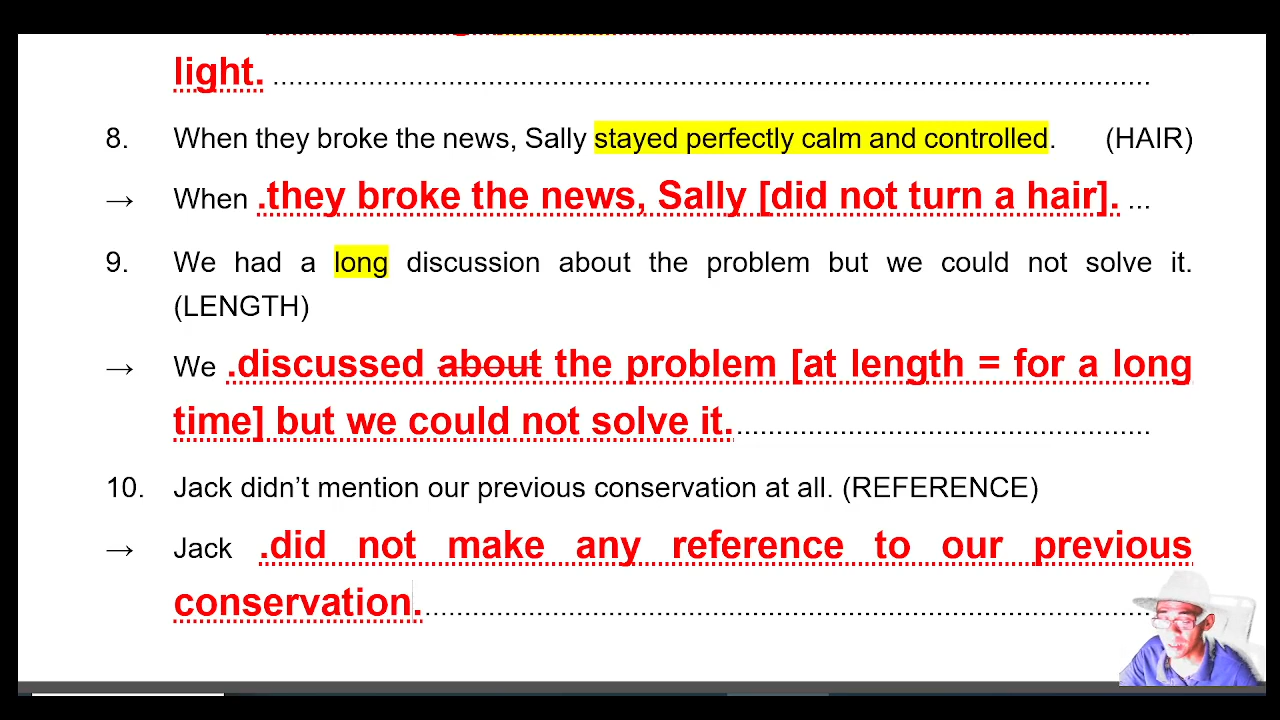 light. ....................................................................................................
8. When they broke the news, Sally stayed perfectly calm and controlled. (HAIR)
→ When .they broke the news, Sally [did not turn a hair]. ...
9. We had a long discussion about the problem but we could not solve it.
(LENGTH)
→ We .discussed about the problem [at length = for a long
time] but we could not solve it.................................................
10. Jack didn’t mention our previous conservation at all. (REFERENCE)
→ Jack .did not make any reference to our previous
conservation...........................................................................................